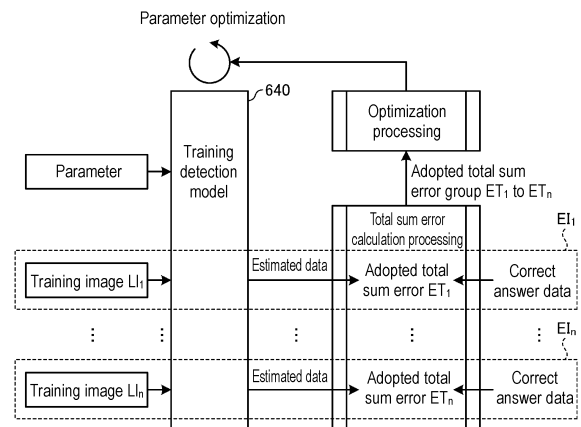 Parameter optimization
640
Optimization
processing
Parameter
Training
detection
model
Adopted total sum
error group ET₁ to ETₙ
Total sum error
calculation processing
EI₁
Training image LI₁
Estimated data
Adopted total
sum error ET₁
Correct
answer data
EIₙ
Training image LIₙ
Estimated data
Adopted total
sum error ETₙ
Correct
answer data